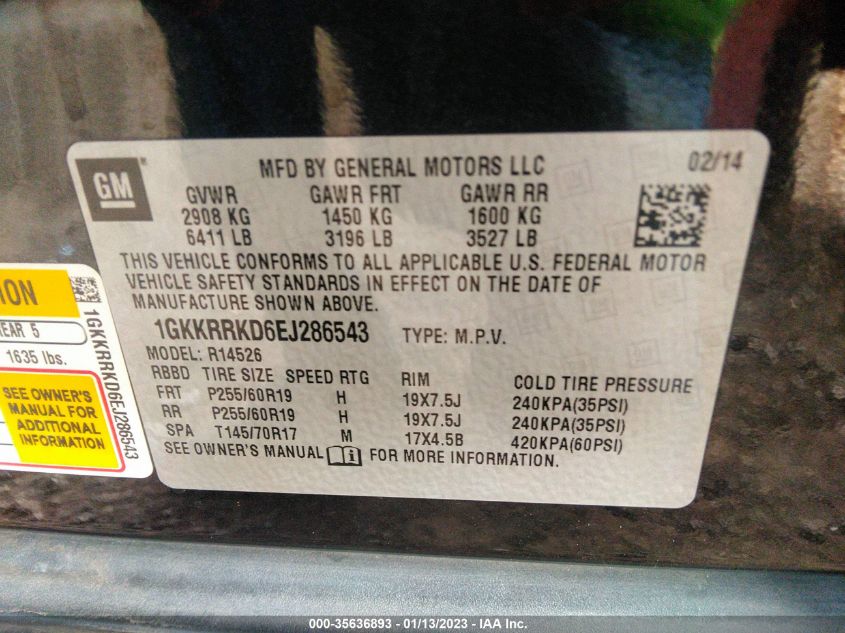 GM
MFD BY GENERAL MOTORS LLC 02/14
GVWR GAWR FRT GAWR RR
2908 KG 1450 KG 1600 KG
6411 LB 3196 LB 3527 LB
THIS VEHICLE CONFORMS TO ALL APPLICABLE U.S. FEDERAL MOTOR
VEHICLE SAFETY STANDARDS IN EFFECT ON THE DATE OF
MANUFACTURE SHOWN ABOVE.
1GKKRRKD6EJ286543 TYPE: M.P.V.
MODEL: R14526
RBBD TIRE SIZE SPEED RTG RIM COLD TIRE PRESSURE
FRT P255/60R19 H 19X7.5J 240KPA(35PSI)
RR P255/60R19 H 19X7.5J 240KPA(35PSI)
SPA T145/70R17 M 17X4.5B 420KPA(60PSI)
SEE OWNER'S MANUAL FOR MORE INFORMATION.
TION
REAR 5
1635 lbs.
SEE OWNER'S
MANUAL FOR
ADDITIONAL
INFORMATION
1GKKRRKD6EJ286543
000-35636893 - 01/13/2023 - IAA Inc.